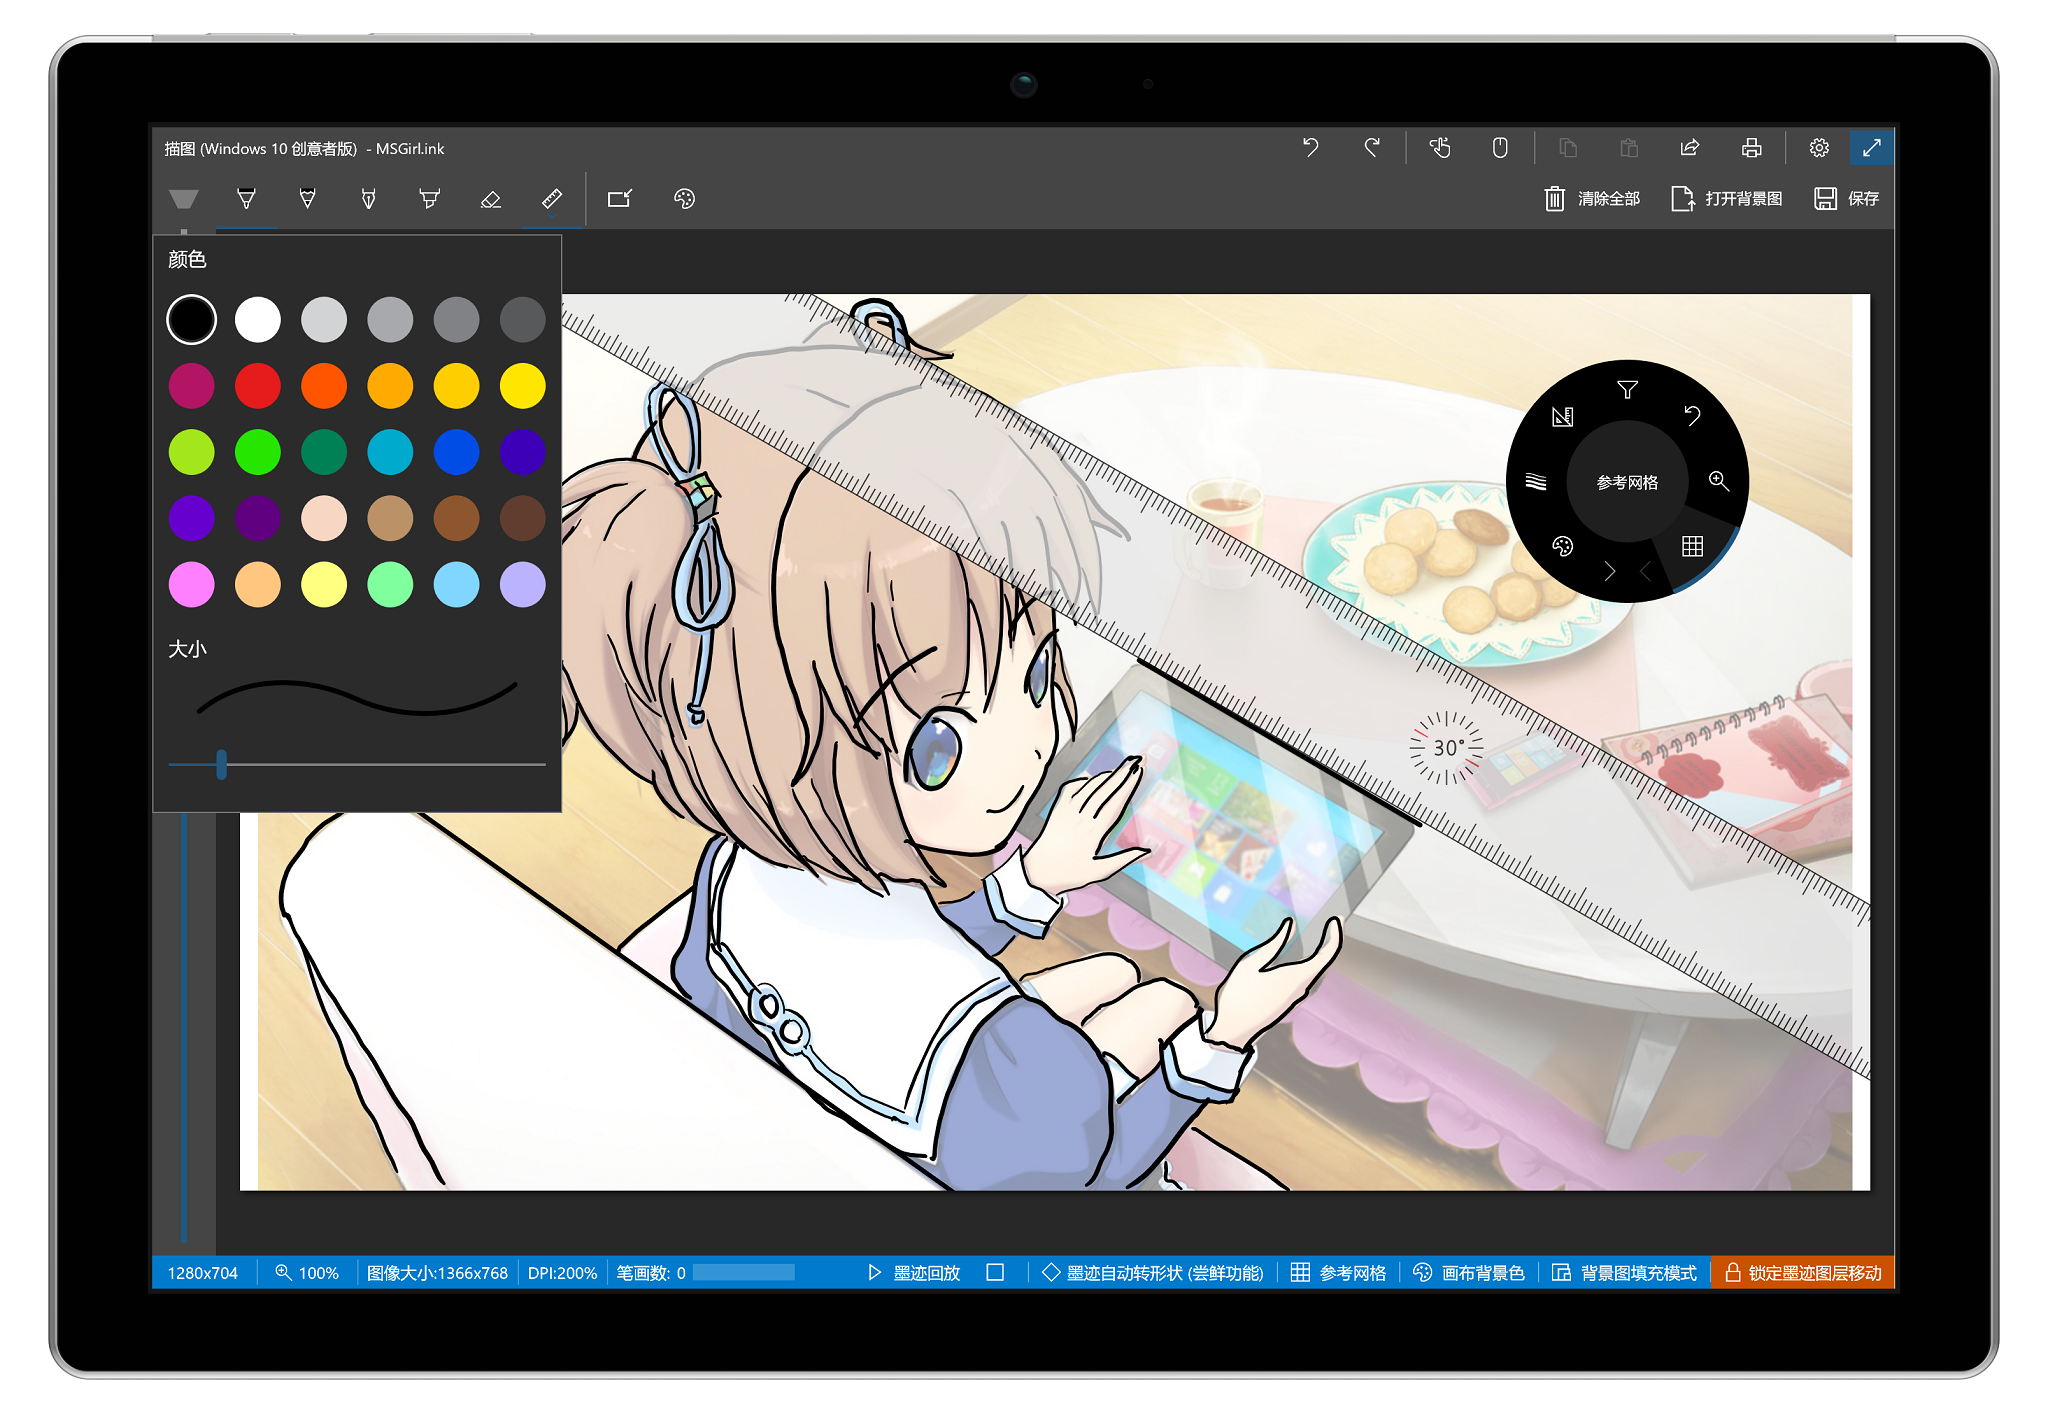 描图 (Windows 10 创意者版) - MSGirl.ink
清除全部
打开背景图
保存
颜色
大小
参考网格
30°
1280x704
100%
图像大小:1366x768
DPI:200%
笔画数: 0
墨迹回放
墨迹自动转形状 (尝鲜功能)
参考网格
画布背景色
背景图填充模式
锁定墨迹图层移动